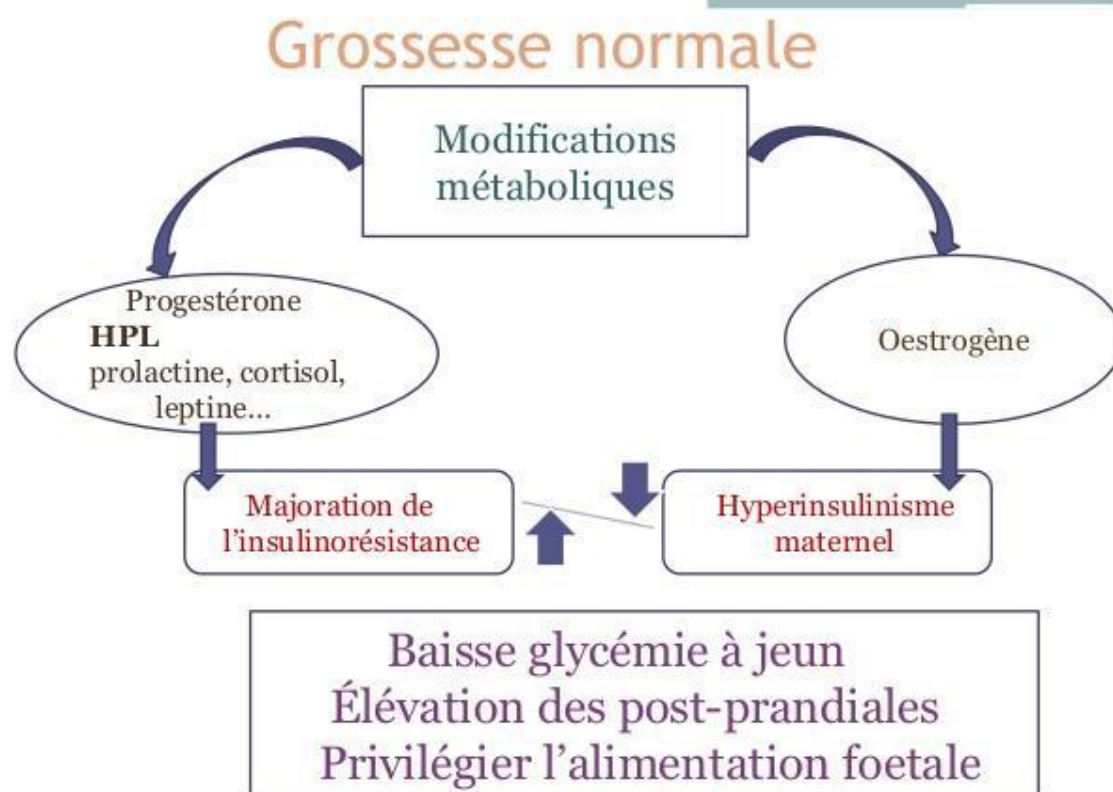 Grossesse normale
Modifications
métaboliques
Progestérone
HPL
prolactine, cortisol,
leptine...
Oestrogène
Majoration de
l'insulinorésistance
Hyperinsulinisme
maternel
Baisse glycémie à jeun
Élévation des post-prandiales
Privilégier l'alimentation foetale